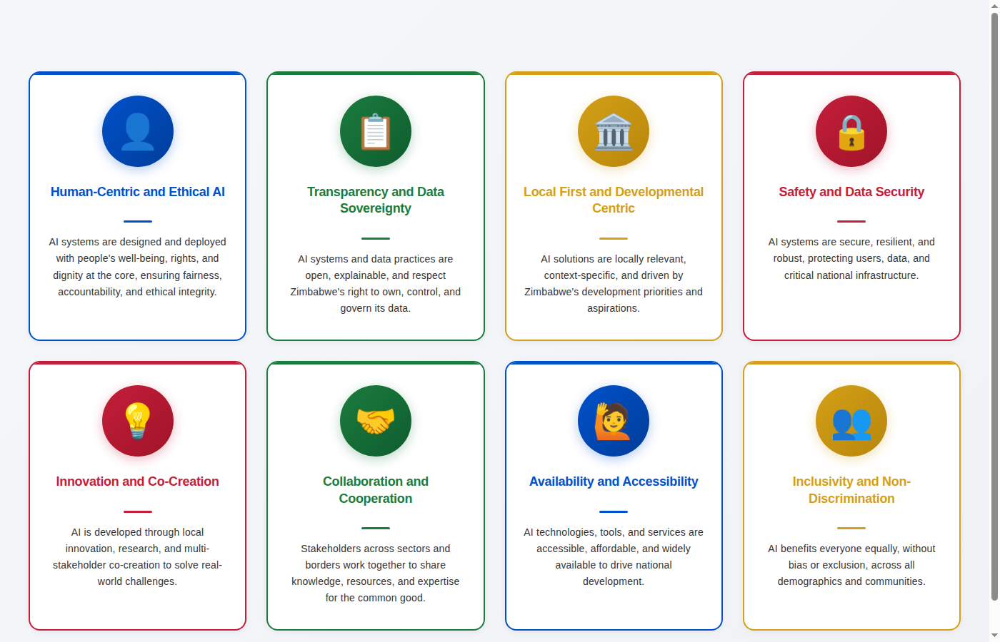 Human-Centric and Ethical AI
AI systems are designed and deployed
with people's well-being, rights, and
dignity at the core, ensuring fairness,
accountability, and ethical integrity.
Transparency and Data
Sovereignty
AI systems and data practices are
open, explainable, and respect
Zimbabwe's right to own, control, and
govern its data.
Local First and Developmental
Centric
AI solutions are locally relevant,
context-specific, and driven by
Zimbabwe's development priorities and
aspirations.
Safety and Data Security
AI systems are secure, resilient, and
robust, protecting users, data, and
critical national infrastructure.
Innovation and Co-Creation
AI is developed through local
innovation, research, and multi-
stakeholder co-creation to solve real-
world challenges.
Collaboration and
Cooperation
Stakeholders across sectors and
borders work together to share
knowledge, resources, and expertise
for the common good.
Availability and Accessibility
AI technologies, tools, and services are
accessible, affordable, and widely
available to drive national
development.
Inclusivity and Non-
Discrimination
AI benefits everyone equally, without
bias or exclusion, across all
demographics and communities.